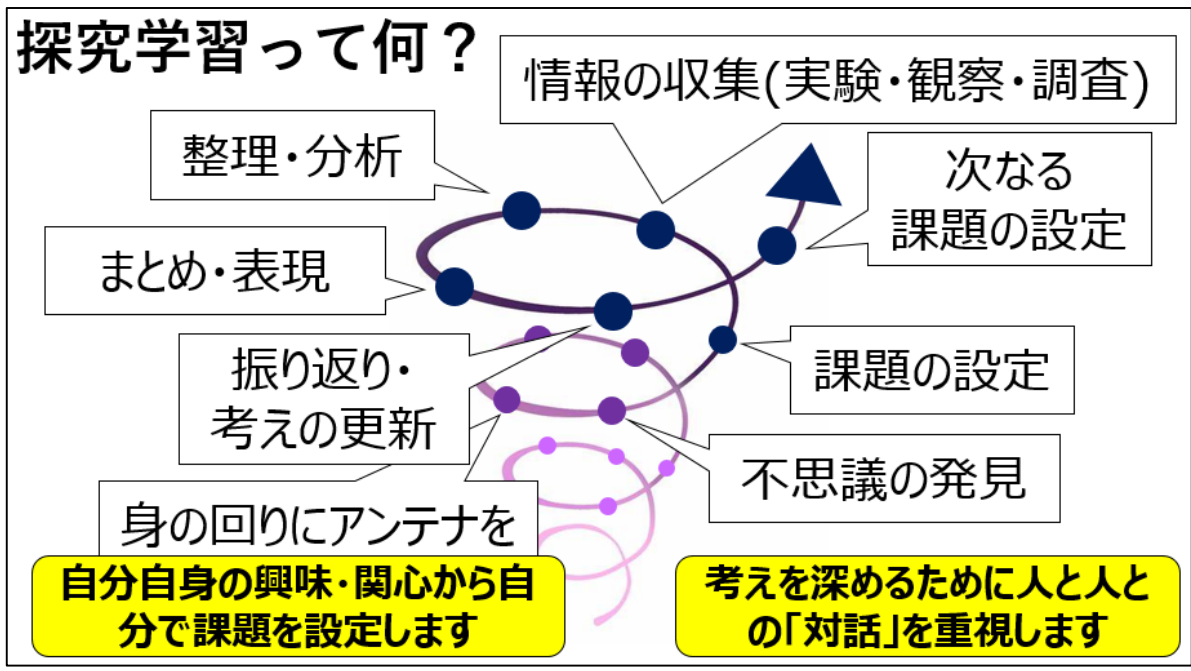 探究学習って何？
情報の収集(実験・観察・調査)
整理・分析
次なる
課題の設定
まとめ・表現
振り返り・
考えの更新
課題の設定
不思議の発見
身の回りにアンテナを
自分自身の興味・関心から自
分で課題を設定します
考えを深めるために人と人と
の「対話」を重視します